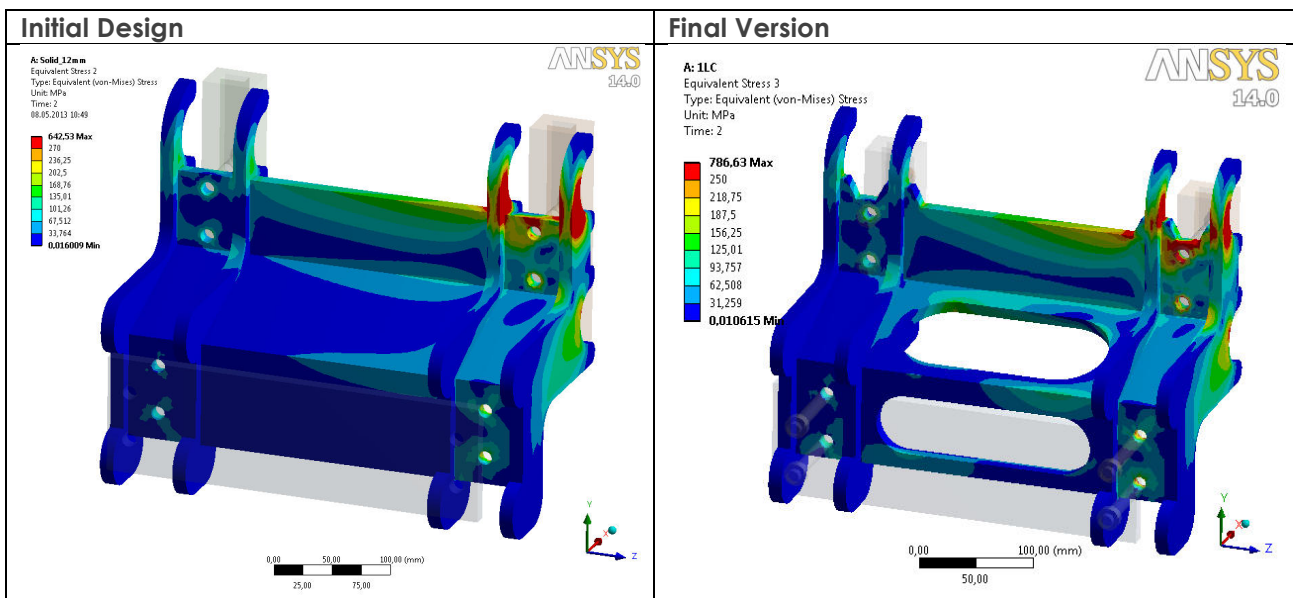 Initial Design
Final Version
A: Solid_12mm
Equivalent Stress 2
Type: Equivalent (von-Mises) Stress
Unit: MPa
Time: 2
08.05.2013 10:49
642,53 Max
270
236,25
202,5
168,76
135,01
101,26
67,512
33,764
0,016009 Min
ANSYS
14.0
0,00
50,00
100,00 (mm)
25,00
75,00
Y
X
Z
A: 1LC
Equivalent Stress 3
Type: Equivalent (von-Mises) Stress
Unit: MPa
Time: 2
786,63 Max
250
218,75
187,5
156,25
125,01
93,757
62,508
31,259
0,010615 Min
ANSYS
14.0
0,00
100,00 (mm)
50,00
Y
X
Z